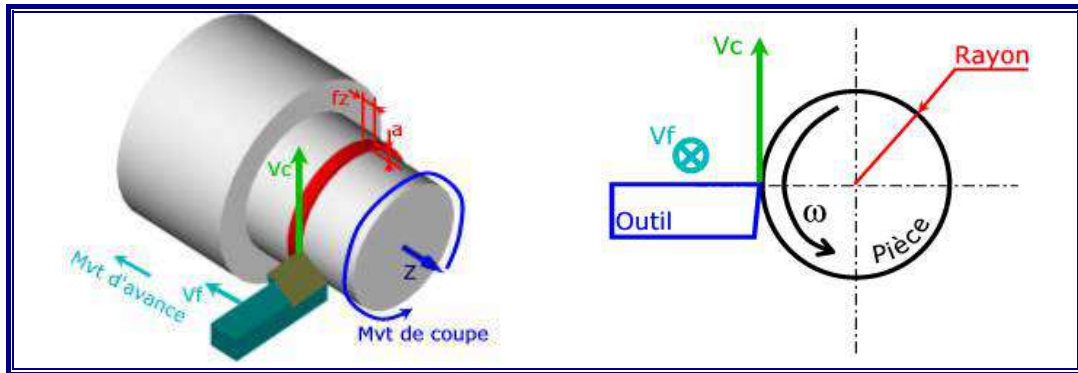 fz
a
Vc
Z
Vf
Mvt d'avance
Mvt de coupe
Vc
Rayon
Vf
Outil
ω
Pièce